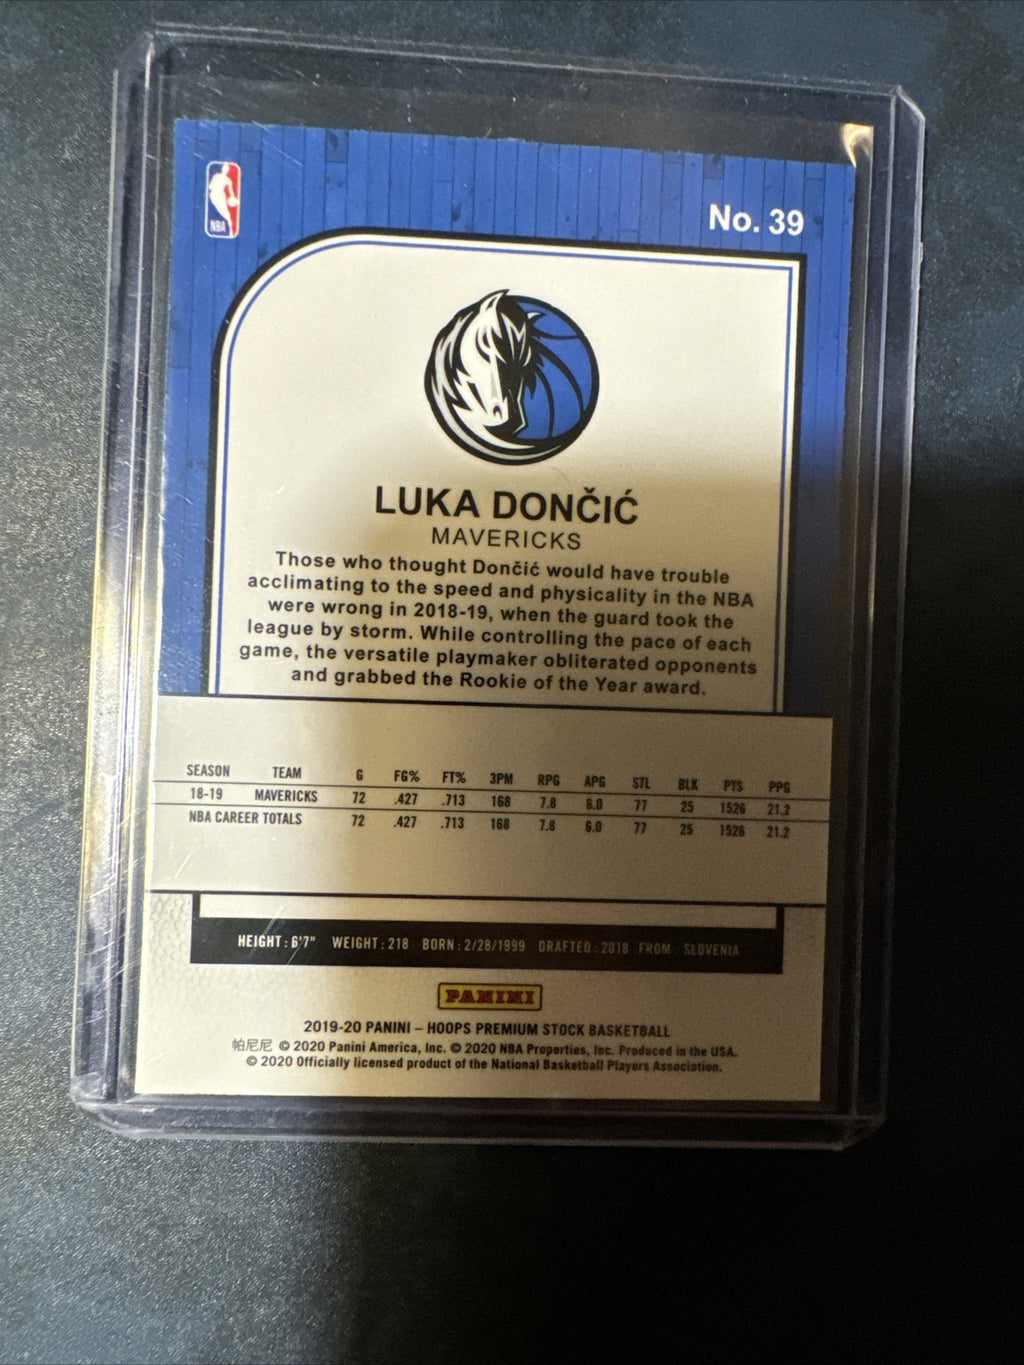 NBA
No. 39
LUKA DONČIĆ
MAVERICKS
Those who thought Dončić would have trouble
acclimating to the speed and physicality in the NBA
were wrong in 2018-19, when the guard took the
league by storm. While controlling the pace of each
game, the versatile playmaker obliterated opponents
and grabbed the Rookie of the Year award.
SEASON TEAM G FG% FT% 3PM RPG APG STL BLK PTS PPG
18-19 MAVERICKS 72 .427 .713 168 7.8 6.0 77 25 1526 21.2
NBA CAREER TOTALS 72 .427 .713 168 7.8 6.0 77 25 1526 21.2
HEIGHT: 6'7" WEIGHT: 218 BORN: 2/28/1999 DRAFTED: 2018 FROM: SLOVENIA
PANINI
2019-20 PANINI – HOOPS PREMIUM STOCK BASKETBALL
帕尼尼 © 2020 Panini America, Inc. © 2020 NBA Properties, Inc. Produced in the USA.
© 2020 Officially licensed product of the National Basketball Players Association.